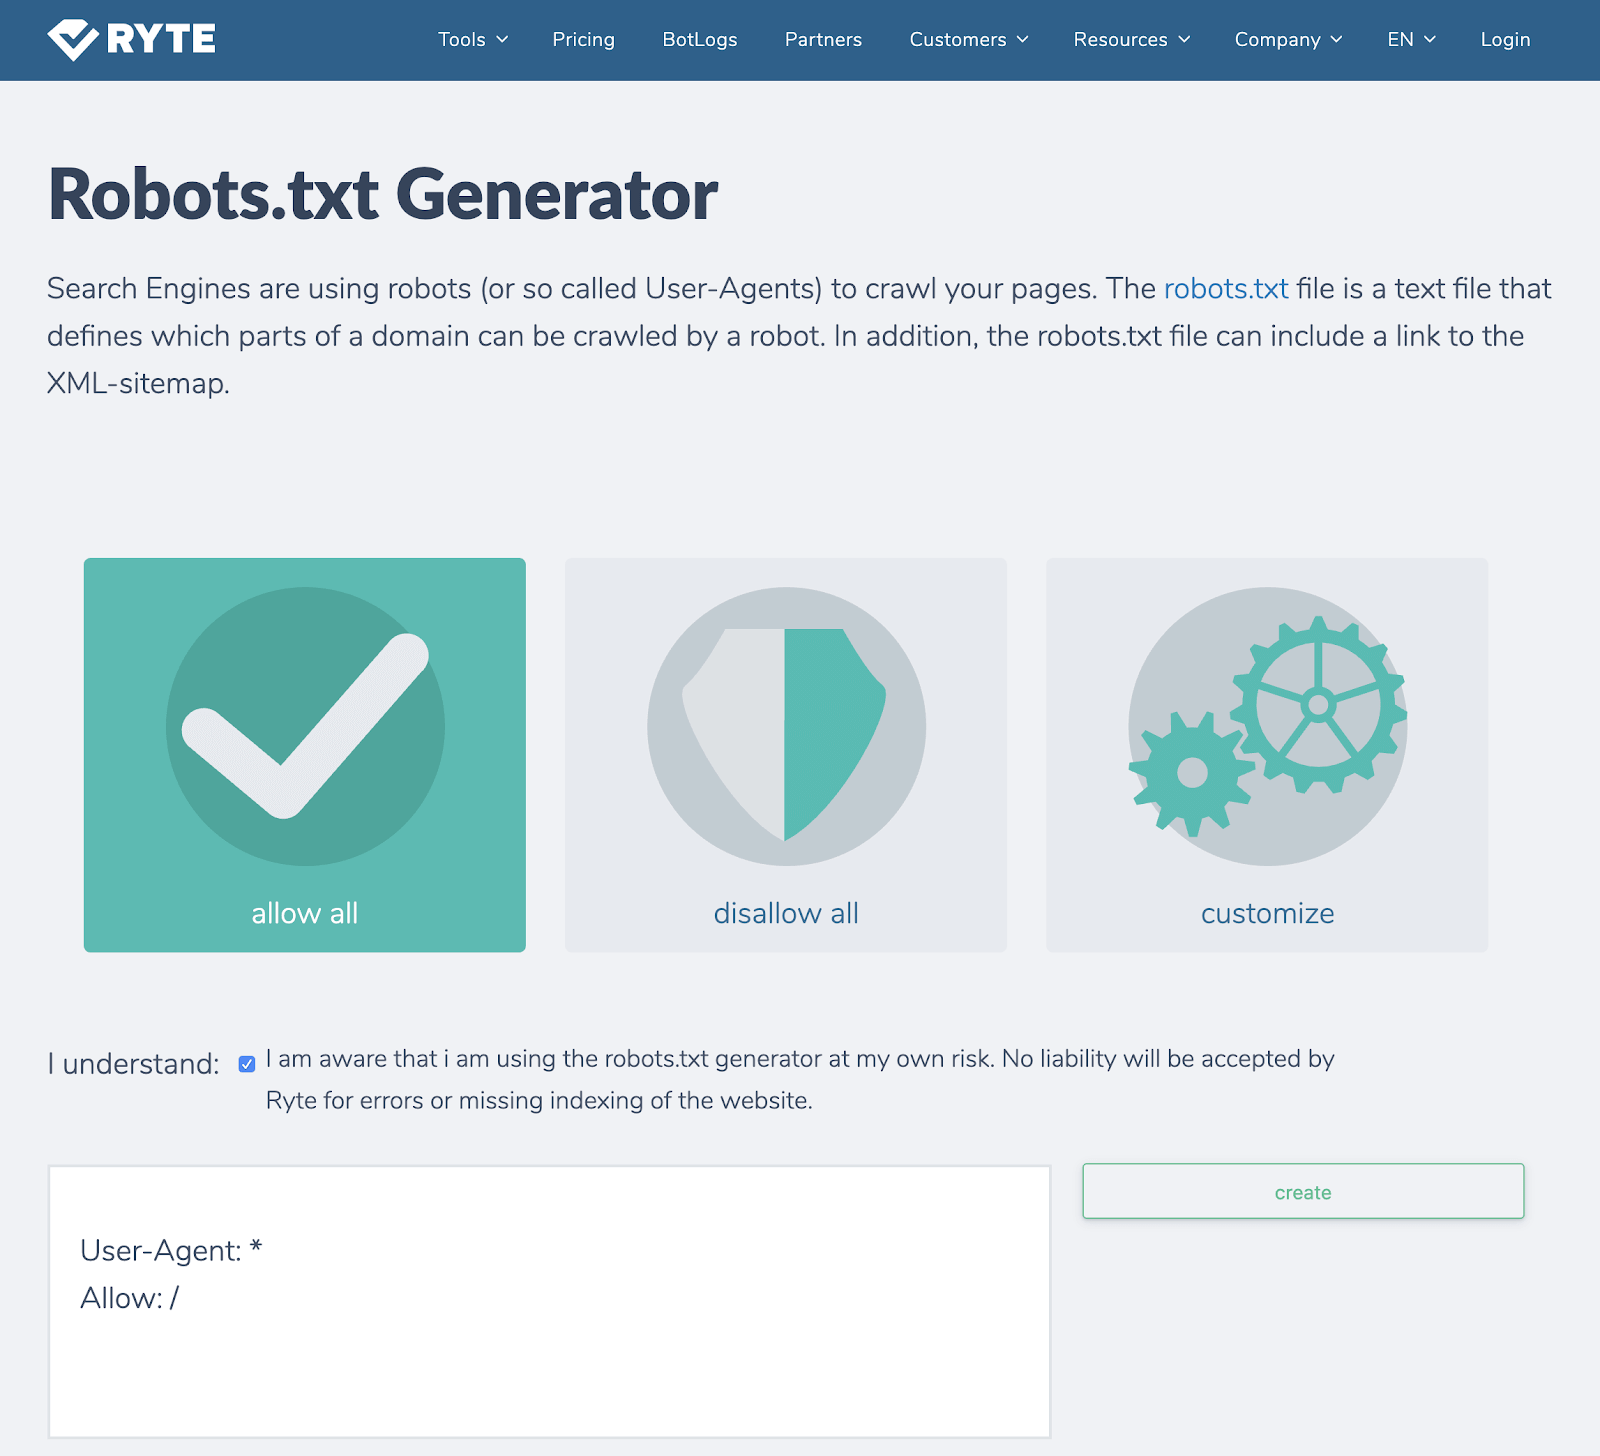 RYTE
Tools Pricing BotLogs Partners Customers Resources Company EN Login
Robots.txt Generator
Search Engines are using robots (or so called User-Agents) to crawl your pages. The robots.txt file is a text file that
defines which parts of a domain can be crawled by a robot. In addition, the robots.txt file can include a link to the
XML-sitemap.
allow all
disallow all
customize
I understand: I am aware that i am using the robots.txt generator at my own risk. No liability will be accepted by
Ryte for errors or missing indexing of the website.
create
User-Agent: *
Allow: /